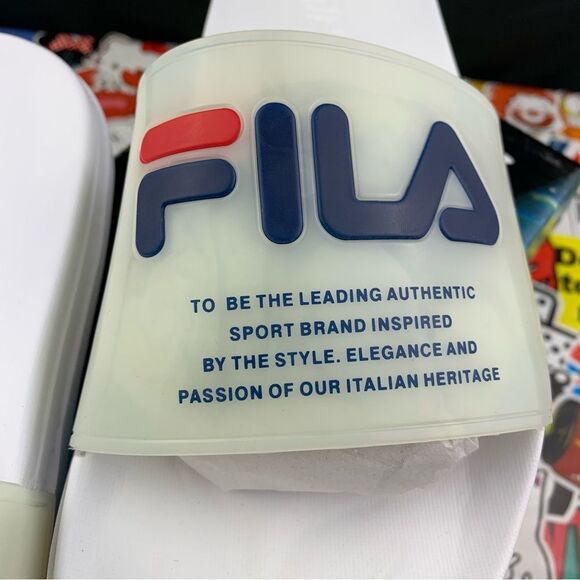 FILA
TO BE THE LEADING AUTHENTIC
SPORT BRAND INSPIRED
BY THE STYLE. ELEGANCE AND
PASSION OF OUR ITALIAN HERITAGE